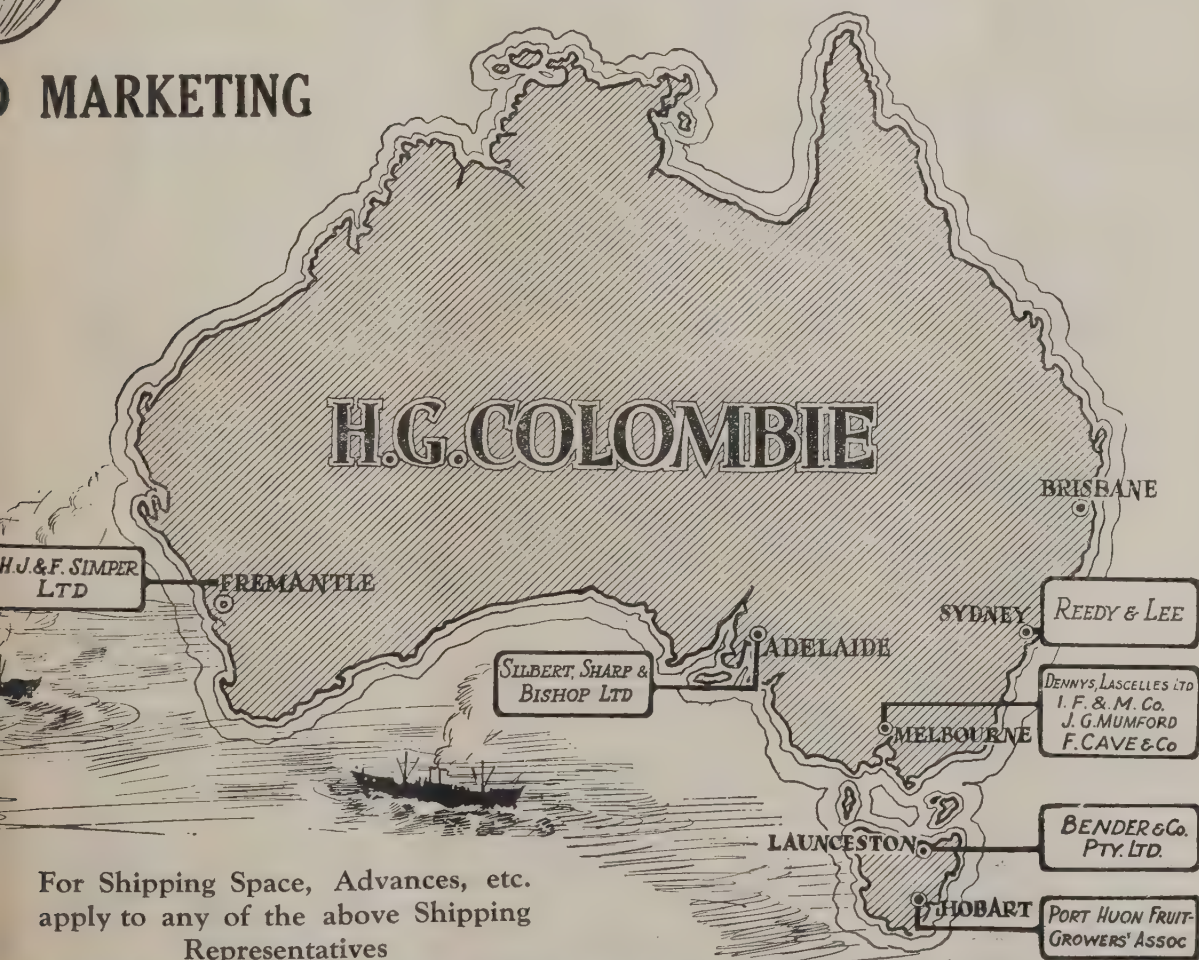 MARKETING
H.G.COLOMBIE
BRISBANE
H.J.&F. SIMPER
LTD
FREMANTLE
SYDNEY
REEDY & LEE
ADELAIDE
SILBERT, SHARP &
BISHOP LTD
DENNYS, LASCELLES LTD
I. F. & M. Co.
J. G. MUMFORD
F. CAVE & Co
MELBOURNE
LAUNCESTON
BENDER & Co.
PTY. LTD.
HOBART
PORT HUON FRUIT-
GROWERS' ASSOC
For Shipping Space, Advances, etc.
apply to any of the above Shipping
Representatives